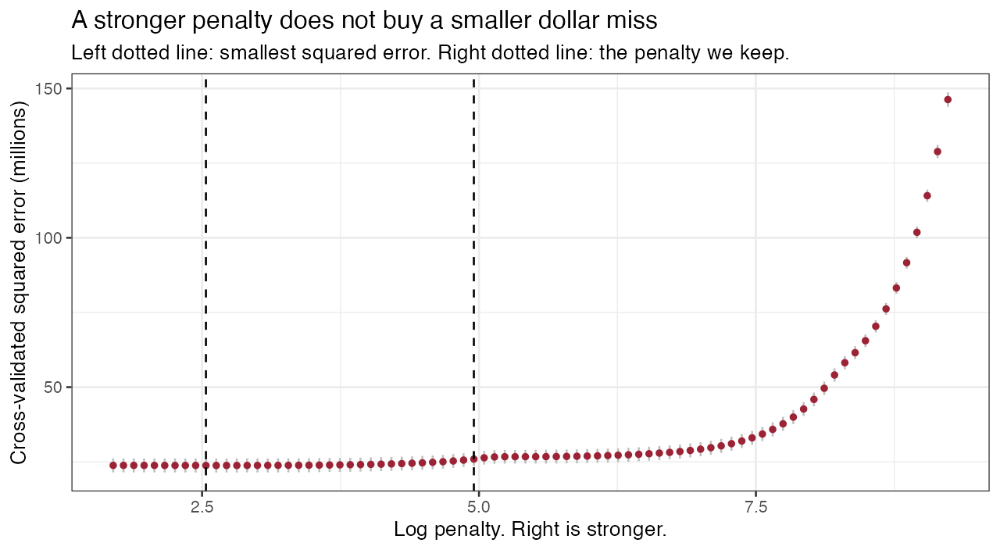 A stronger penalty does not buy a smaller dollar miss
Left dotted line: smallest squared error. Right dotted line: the penalty we keep.
Cross-validated squared error (millions)
150
100
50
2.5
5.0
7.5
Log penalty. Right is stronger.